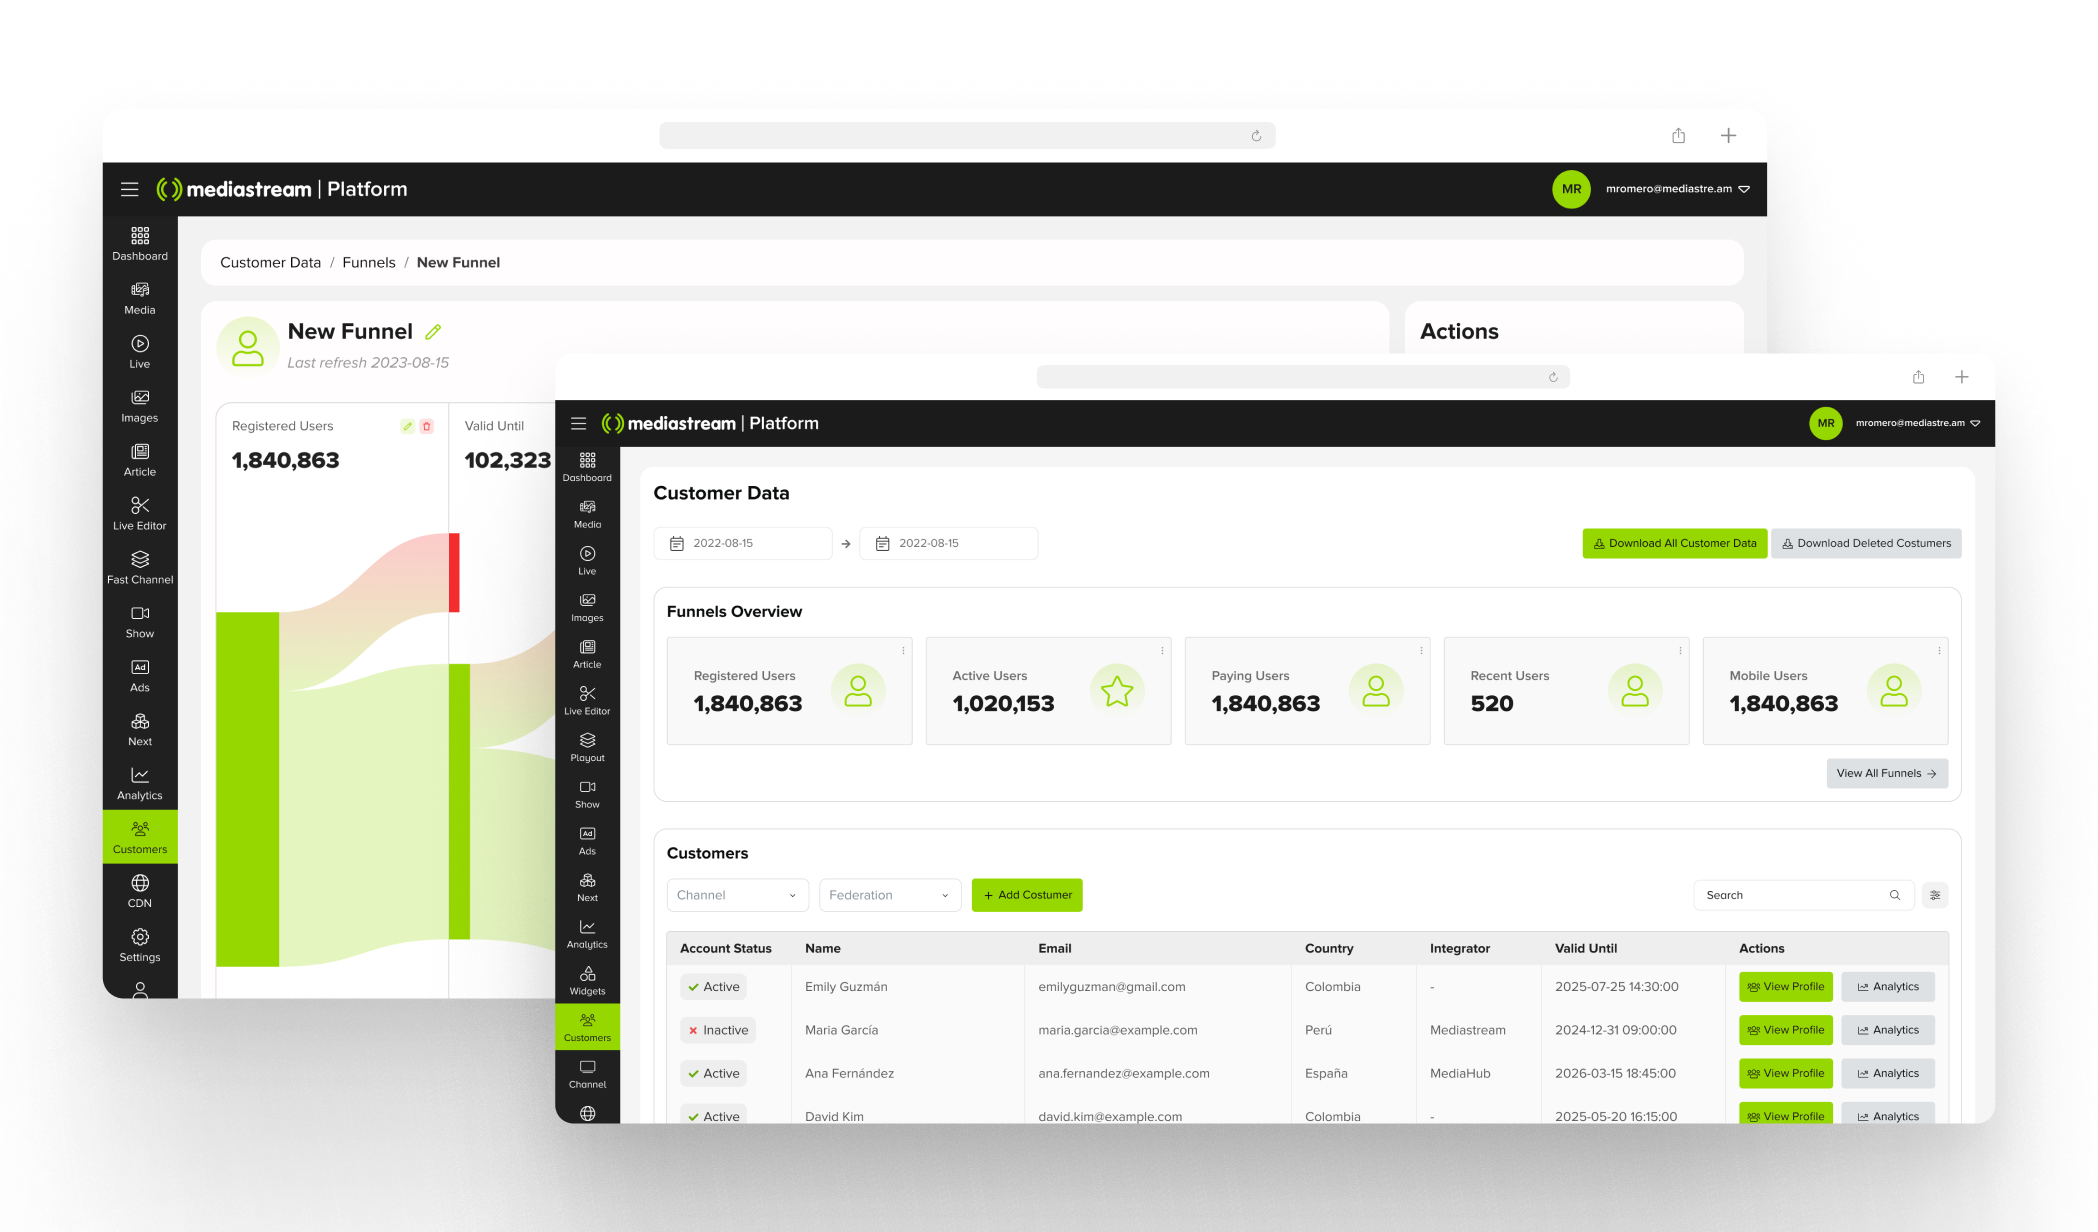 mediastream | Platform
MR
mromero@mediastre.am
Dashboard
Media
Live
Images
Article
Live Editor
Fast Channel
Show
Ad
Ads
Next
Analytics
Customers
CDN
Settings
Customer Data / Funnels / New Funnel
New Funnel
Last refresh 2023-08-15
Actions
Registered Users
1,840,863
Valid Until
102,323
mediastream | Platform
MR
mromero@mediastre.am
Dashboard
Media
Live
Images
Article
Live Editor
Playout
Show
Ad
Ads
Next
Analytics
Widgets
Customers
Channel
Customer Data
2022-08-15
2022-08-15
Download All Customer Data
Download Deleted Costumers
Funnels Overview
Registered Users
1,840,863
Active Users
1,020,153
Paying Users
1,840,863
Recent Users
520
Mobile Users
1,840,863
View All Funnels
Customers
Channel
Federation
+ Add Costumer
Search
Account Status Name Email Country Integrator Valid Until Actions
Active Emily Guzmán emilyguzman@gmail.com Colombia - 2025-07-25 14:30:00 View Profile Analytics
Inactive Maria García maria.garcia@example.com Perú Mediastream 2024-12-31 09:00:00 View Profile Analytics
Active Ana Fernández ana.fernandez@example.com España MediaHub 2026-03-15 18:45:00 View Profile Analytics
Active David Kim david.kim@example.com Colombia - 2025-05-20 16:15:00 View Profile Analytics